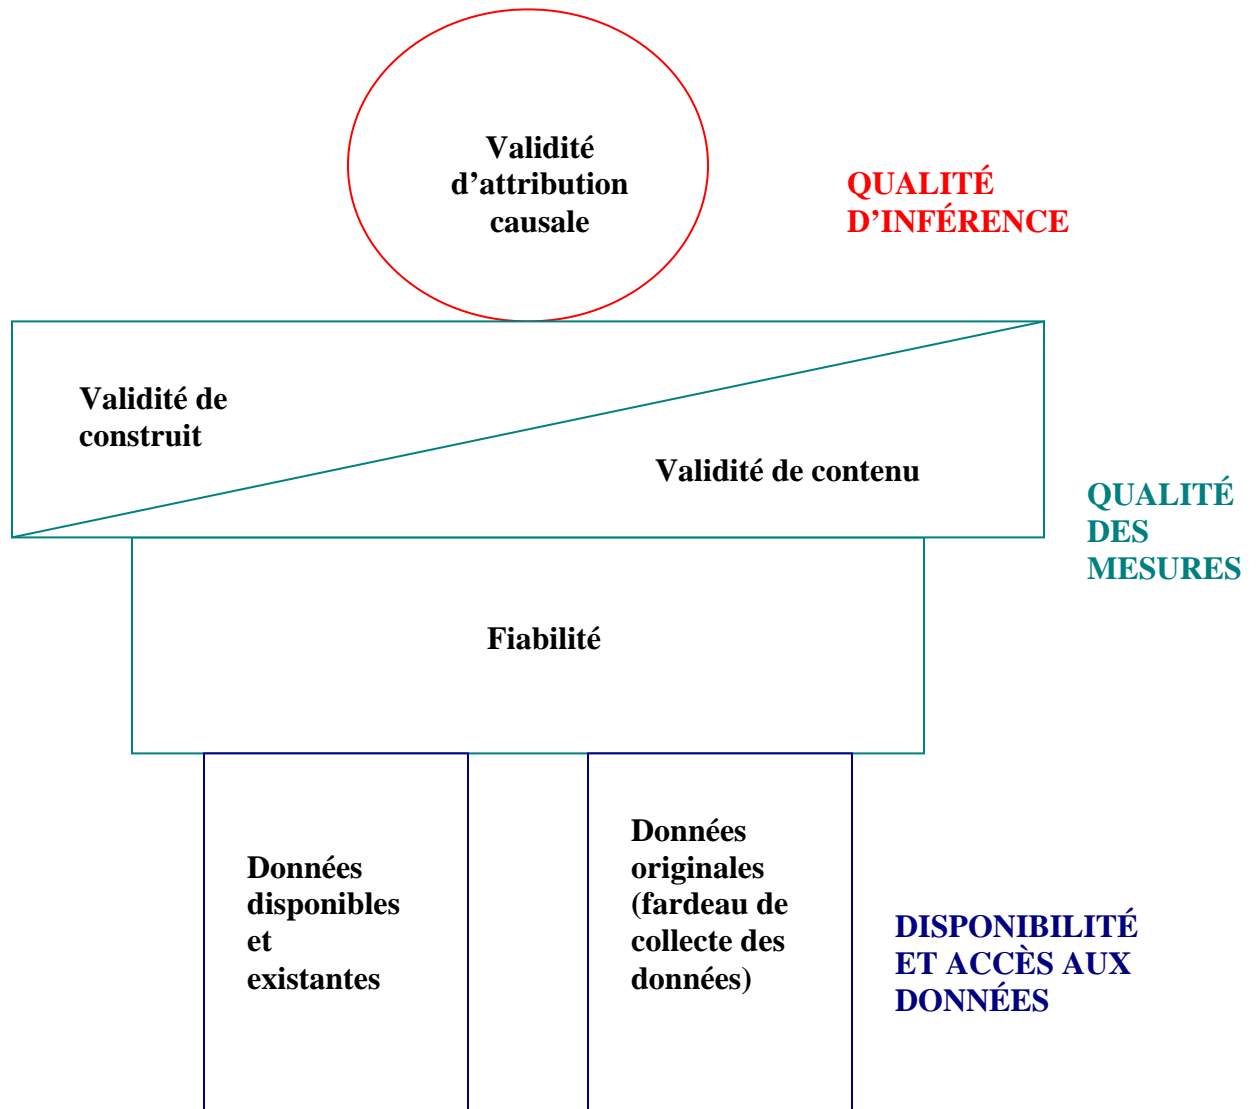 Validité
d’attribution
causale
QUALITÉ
D’INFÉRENCE
Validité de
construit
Validité de contenu
QUALITÉ
DES
MESURES
Fiabilité
Données
disponibles
et
existantes
Données
originales
(fardeau de
collecte des
données)
DISPONIBILITÉ
ET ACCÈS AUX
DONNÉES